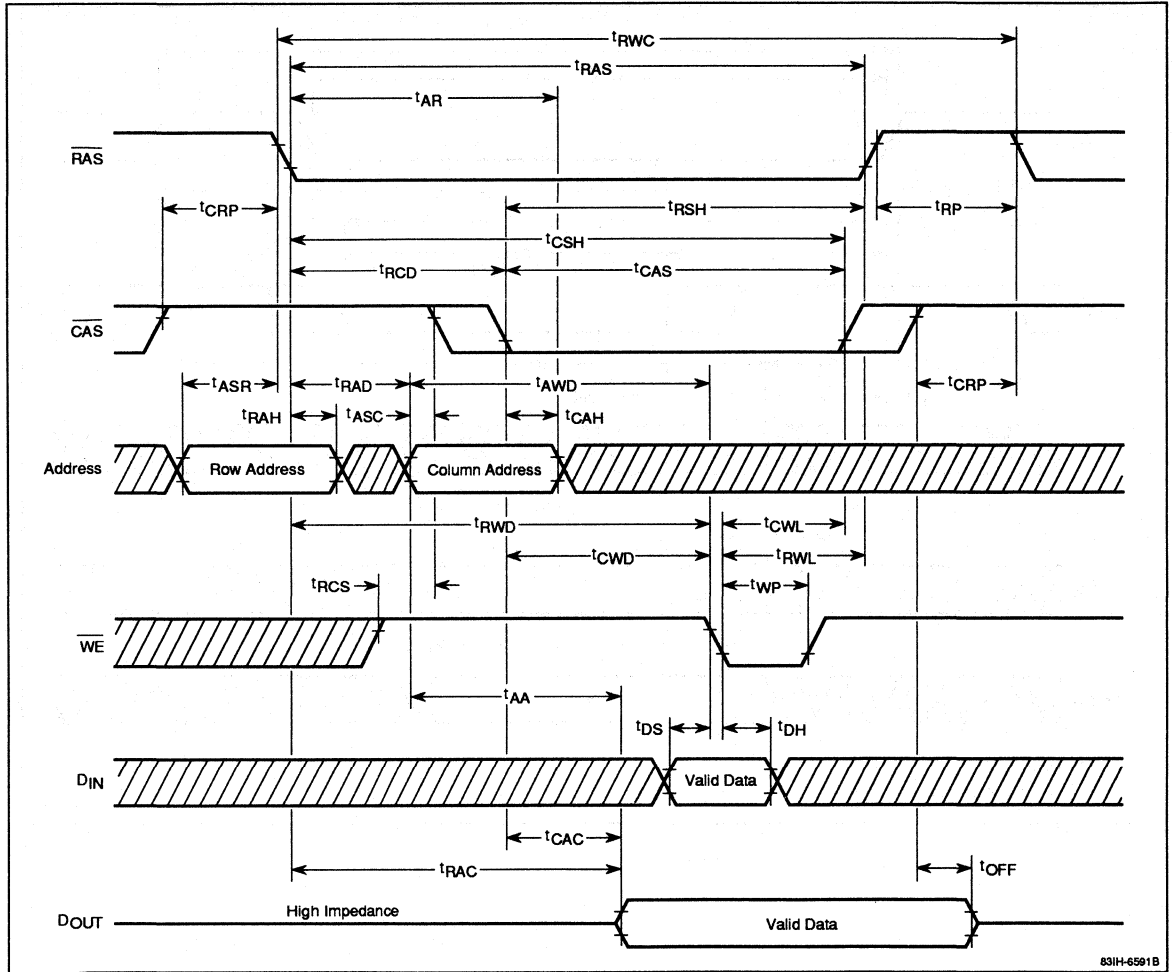 tRWC
tRAS
tAR
RAS
tCRP
tRSH
tRP
tCSH
tRCD
tCAS
CAS
tASR
tRAD
tAWD
tCRP
tRAH
tASC
tCAH
Address
Row Address
Column Address
tRWD
tCWL
tCWD
tRWL
tRCS
tWP
WE
tAA
tDS
tDH
DIN
Valid Data
tCAC
tRAC
tOFF
High Impedance
DOUT
Valid Data
83IH-6591B